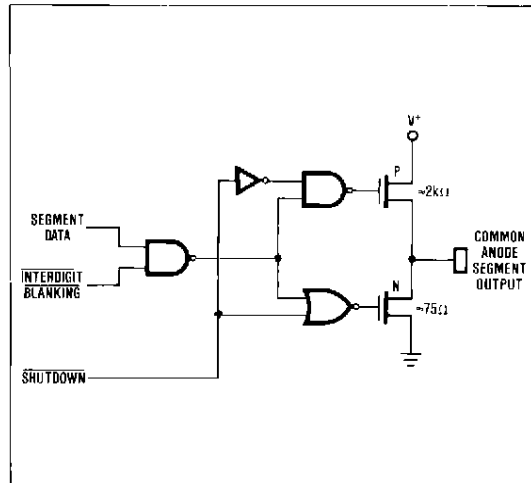 V+
P
≈2kΩ
SEGMENT
DATA
COMMON
ANODE
SEGMENT
OUTPUT
INTERDIGIT
BLANKING
N
~75Ω
SHUTDOWN